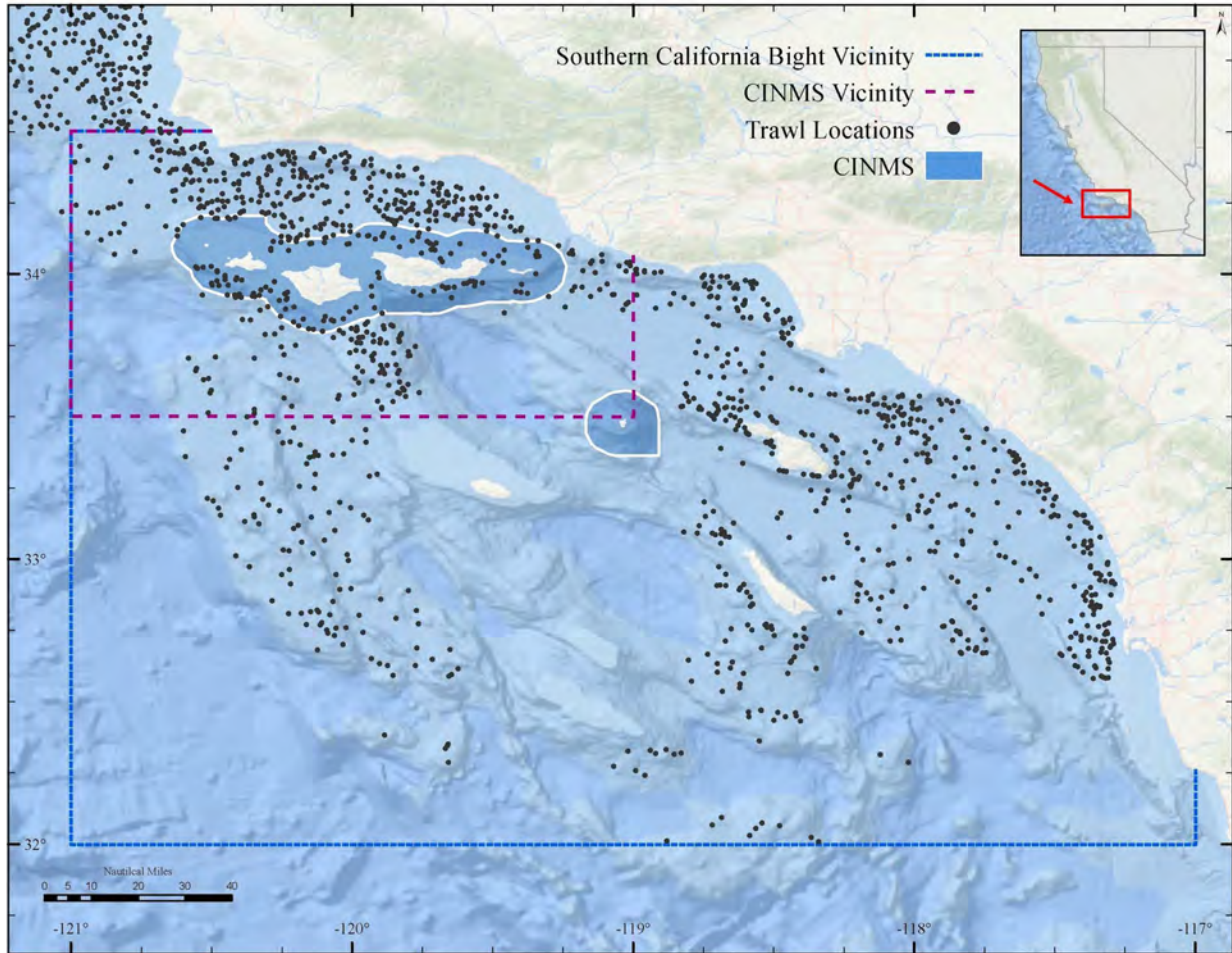 N
Southern California Bight Vicinity
CINMS Vicinity
Trawl Locations
CINMS
34°
33°
32°
Nautilcal Miles
0 5 10 20 30 40
-121° -120° -119° -118° -117°